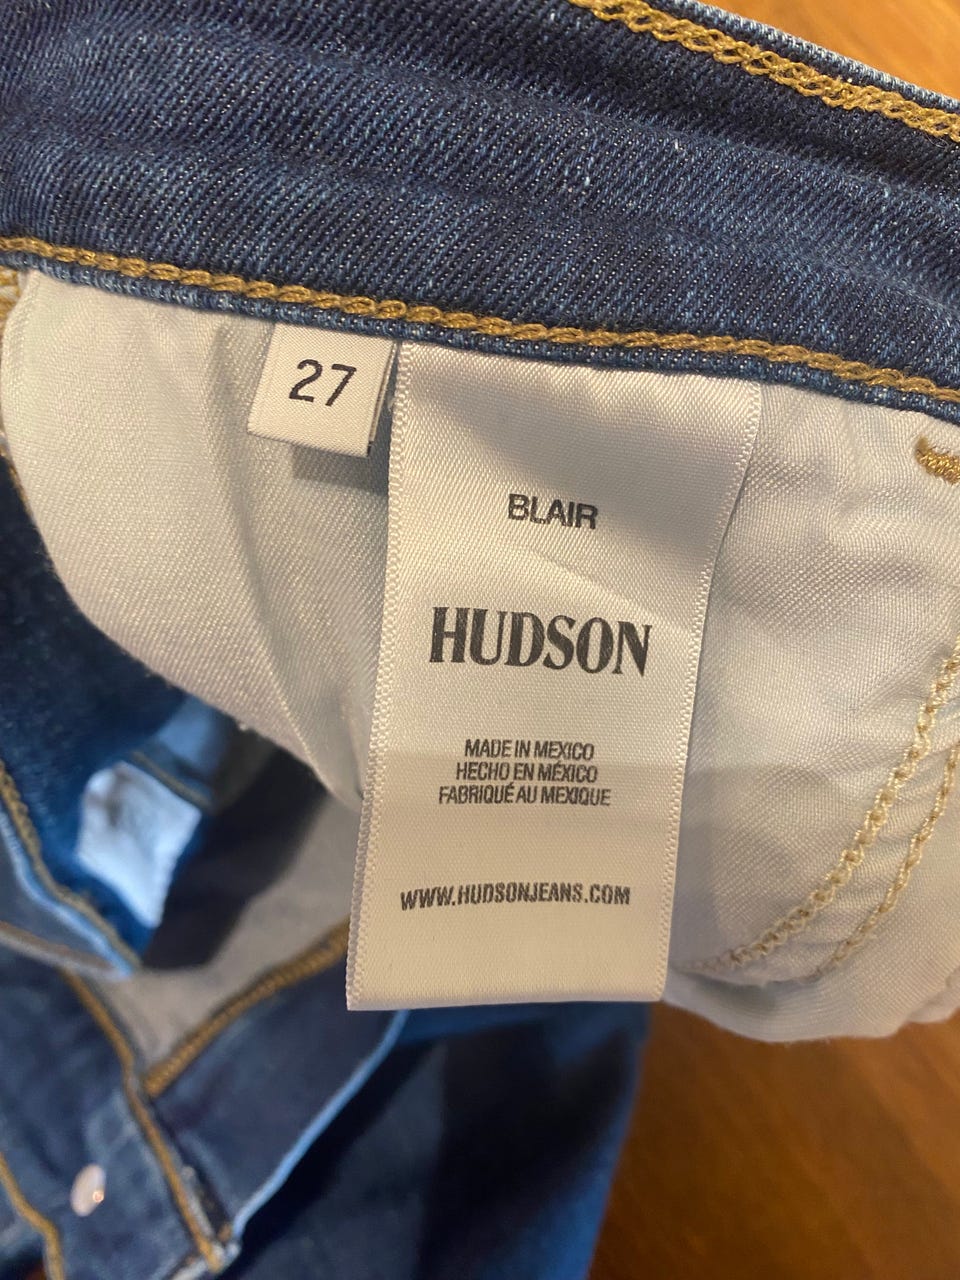 27
BLAIR
HUDSON
MADE IN MEXICO
HECHO EN MÉXICO
FABRIQUÉ AU MEXIQUE
WWW.HUDSONJEANS.COM